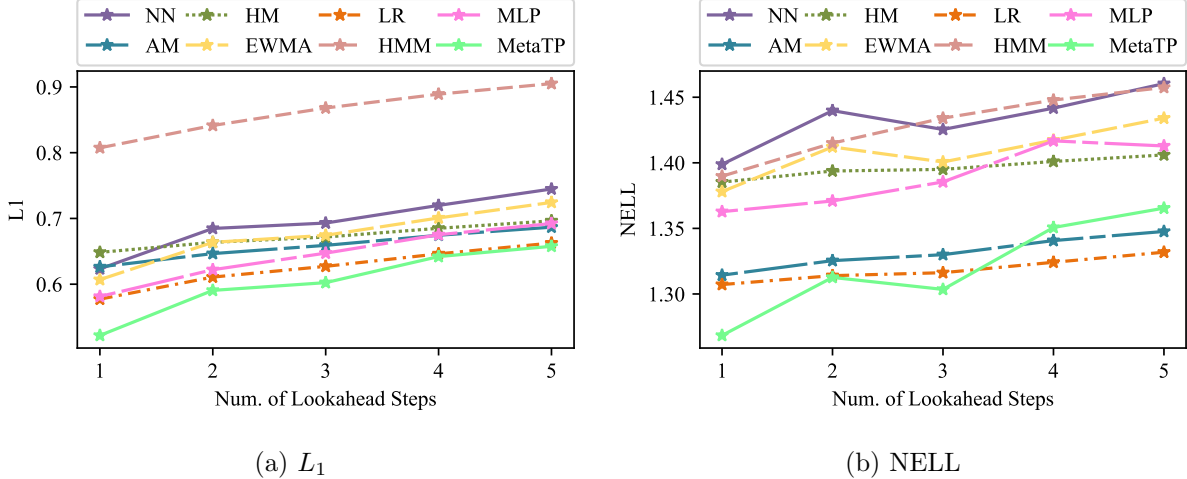 NN HM LR MLP
AM EWMA HMM MetaTP
L1
0.9
0.8
0.7
0.6
1 2 3 4 5
Num. of Lookahead Steps
(a) L1
NN HM LR MLP
AM EWMA HMM MetaTP
NELL
1.45
1.40
1.35
1.30
1 2 3 4 5
Num. of Lookahead Steps
(b) NELL